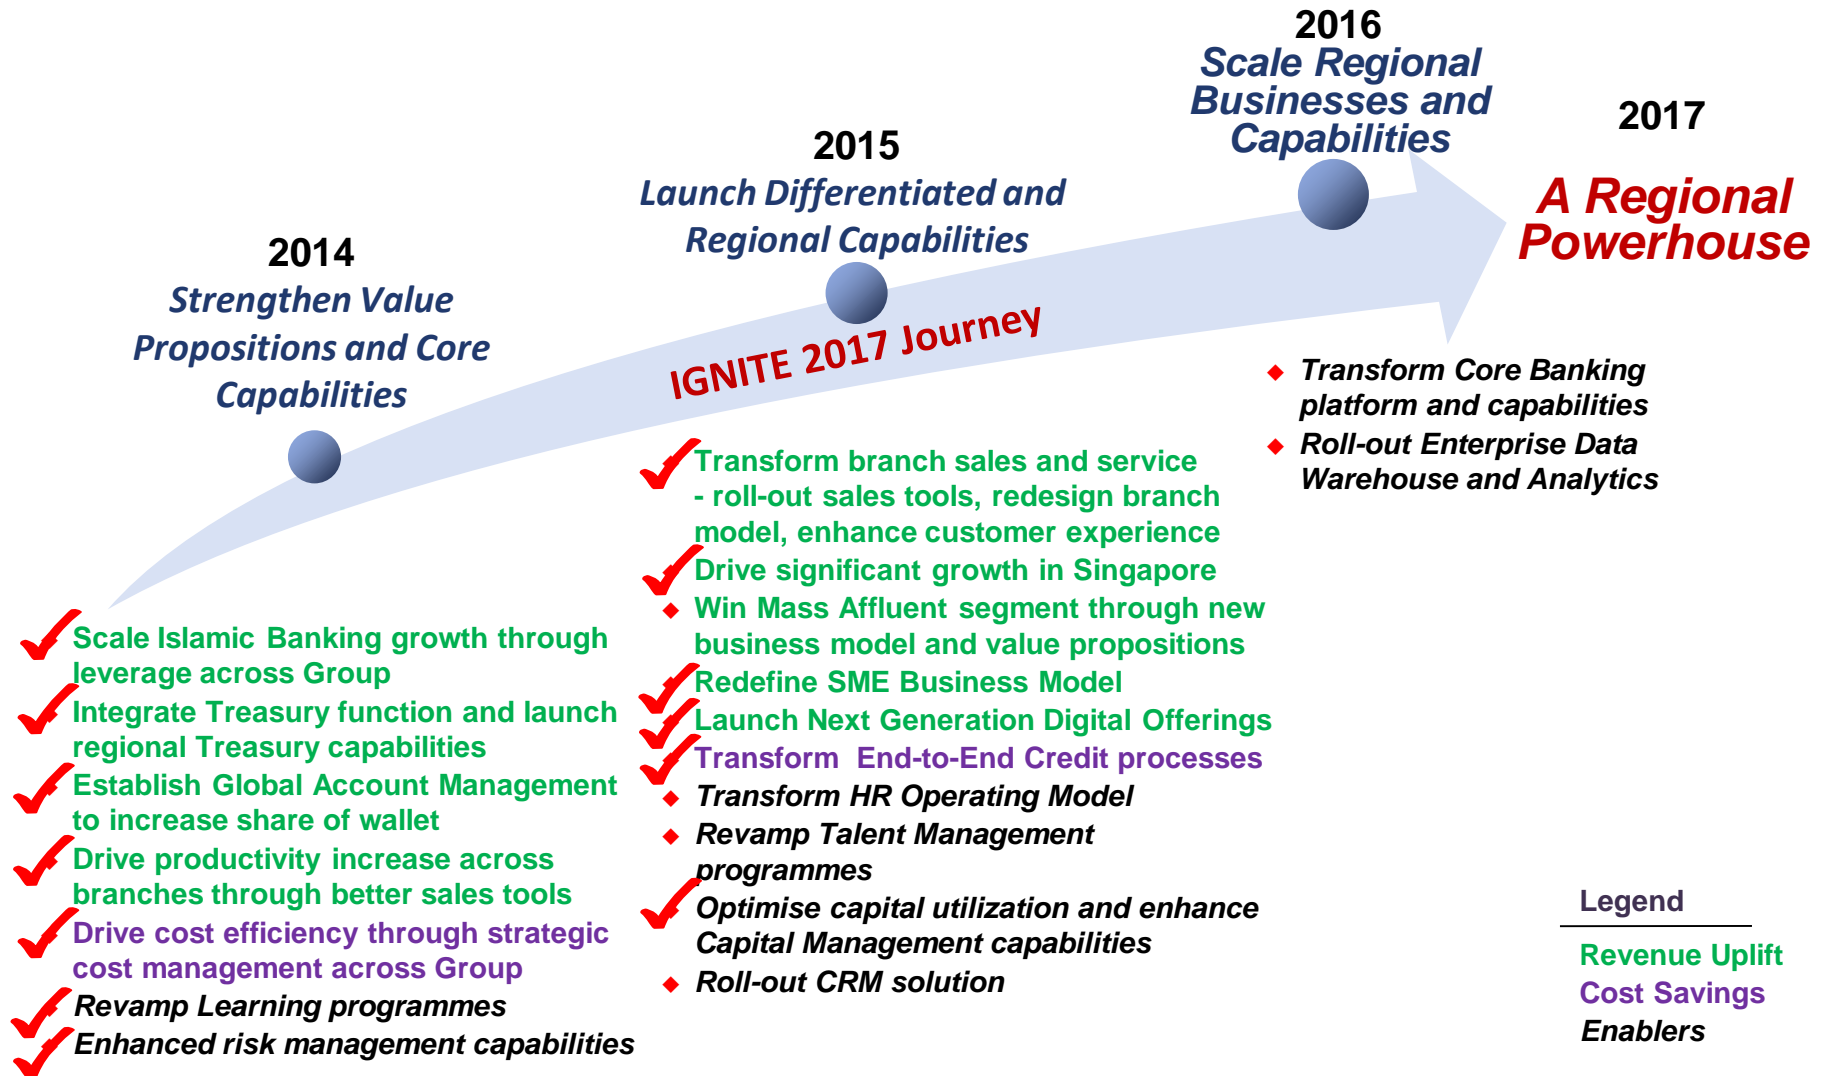 2014
Strengthen Value
Propositions and Core
Capabilities
2015
Launch Differentiated and
Regional Capabilities
2016
Scale Regional
Businesses and
Capabilities
2017
A Regional
Powerhouse
IGNITE 2017 Journey
Scale Islamic Banking growth through
leverage across Group
Integrate Treasury function and launch
regional Treasury capabilities
Establish Global Account Management
to increase share of wallet
Drive productivity increase across
branches through better sales tools
Drive cost efficiency through strategic
cost management across Group
Revamp Learning programmes
Enhanced risk management capabilities
Transform branch sales and service
- roll-out sales tools, redesign branch
model, enhance customer experience
Drive significant growth in Singapore
Win Mass Affluent segment through new
business model and value propositions
Redefine SME Business Model
Launch Next Generation Digital Offerings
Transform End-to-End Credit processes
Transform HR Operating Model
Revamp Talent Management
programmes
Optimise capital utilization and enhance
Capital Management capabilities
Roll-out CRM solution
Transform Core Banking
platform and capabilities
Roll-out Enterprise Data
Warehouse and Analytics
Legend
Revenue Uplift
Cost Savings
Enablers